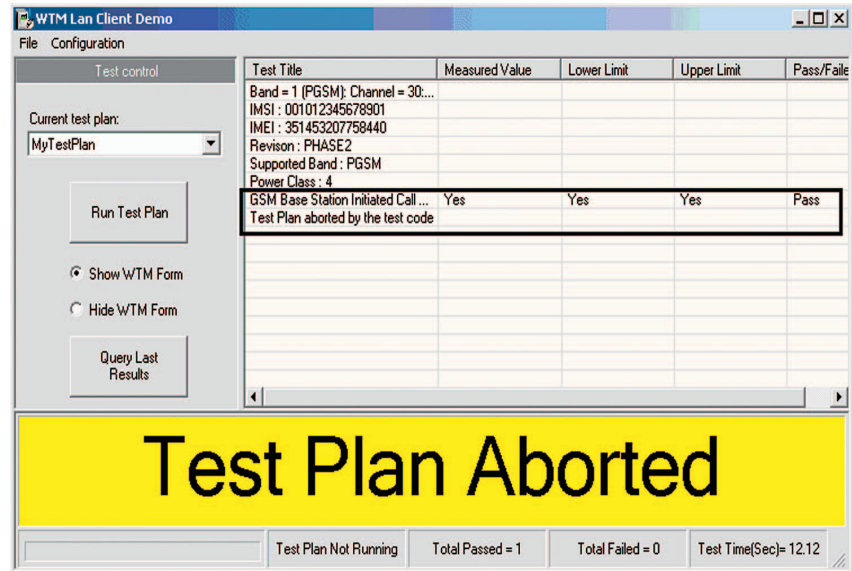 WTM Lan Client Demo
File Configuration
Test control
Current test plan:
MyTestPlan
Run Test Plan
Show WTM Form
Hide WTM Form
Query Last
Results
Test Title Measured Value Lower Limit Upper Limit Pass/Faile
Band = 1 (PGSM): Channel = 30:...
IMSI : 001012345678901
IMEI : 351453207758440
Revison : PHASE2
Supported Band : PGSM
Power Class : 4
GSM Base Station Initiated Call ... Yes Yes Yes Pass
Test Plan aborted by the test code
Test Plan Aborted
Test Plan Not Running Total Passed = 1 Total Failed = 0 Test Time(Sec)= 12.12